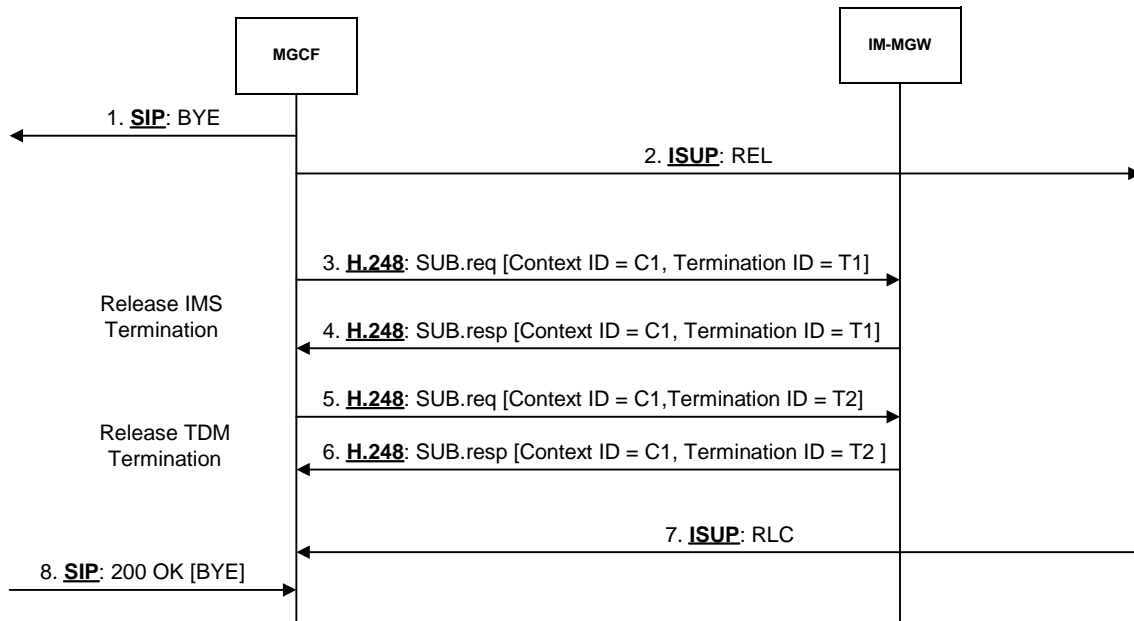 MGCF
IM-MGW
1. SIP: BYE
2. ISUP: REL
3. H.248: SUB.req [Context ID = C1, Termination ID = T1]
Release IMS
Termination
4. H.248: SUB.resp [Context ID = C1, Termination ID = T1]
5. H.248: SUB.req [Context ID = C1,Termination ID = T2]
Release TDM
Termination
6. H.248: SUB.resp [Context ID = C1, Termination ID = T2 ]
7. ISUP: RLC
8. SIP: 200 OK [BYE]